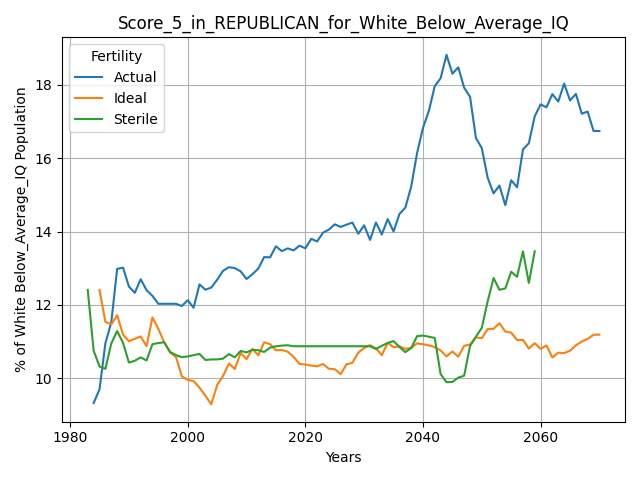 Score_5_in_REPUBLICAN_for_White_Below_Average_IQ
Fertility
Actual
Ideal
Sterile
% of White Below_Average_IQ Population
18
16
14
12
10
1980
2000
2020
2040
2060
Years